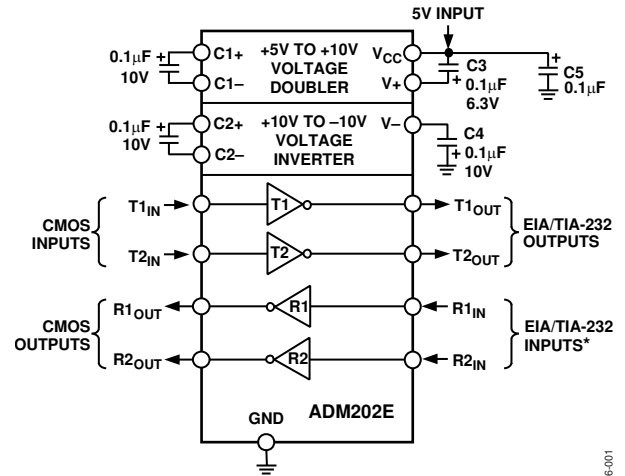 5V INPUT
0.1μF +
10V
C1+
C1–
+5V TO +10V
VOLTAGE
DOUBLER
VCC
V+
C3
+ 0.1μF
6.3V
+
C5
0.1μF
0.1μF +
10V
C2+
C2–
+10V TO –10V
VOLTAGE
INVERTER
V–
C4
+ 0.1μF
10V
CMOS
INPUTS
T1IN
T1
T1OUT
T2IN
T2
T2OUT
EIA/TIA-232
OUTPUTS
CMOS
OUTPUTS
R1OUT
R1
R1IN
R2OUT
R2
R2IN
EIA/TIA-232
INPUTS*
GND
ADM202E
6-001